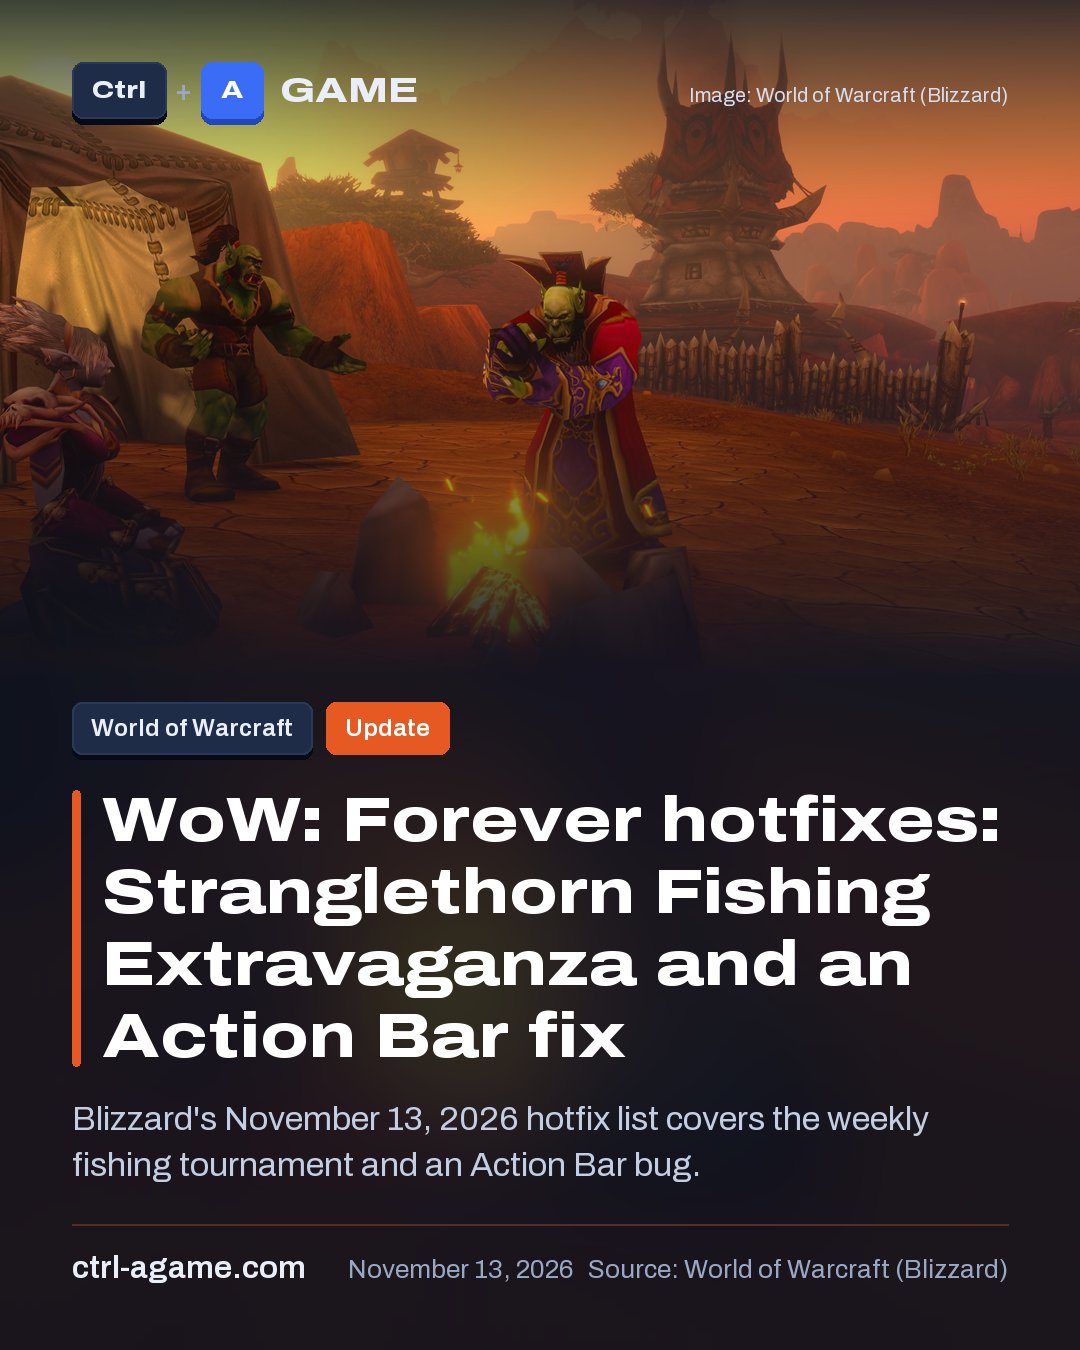 Ctrl + A GAME
Image: World of Warcraft (Blizzard)
World of Warcraft
Update
WoW: Forever hotfixes:
Stranglethorn Fishing
Extravaganza and an
Action Bar fix
Blizzard's November 13, 2026 hotfix list covers the weekly
fishing tournament and an Action Bar bug.
ctrl-agame.com
November 13, 2026 Source: World of Warcraft (Blizzard)